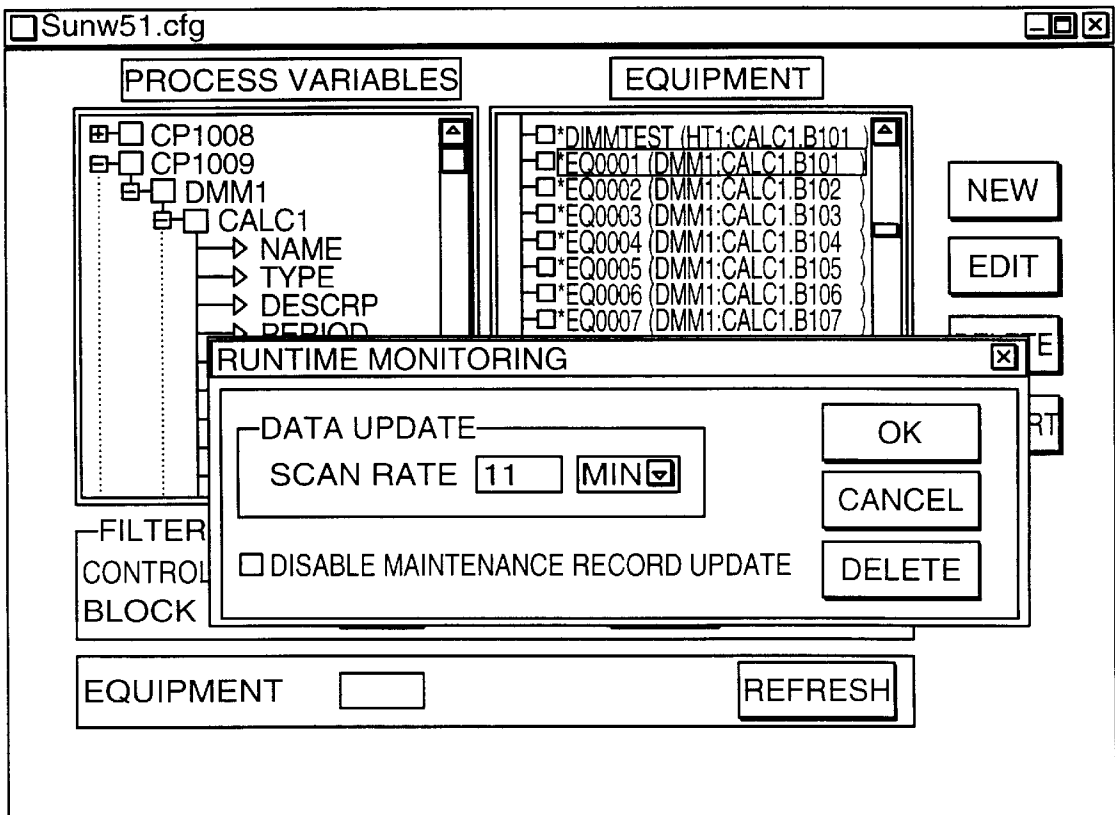 Sunw51.cfg
PROCESS VARIABLES
CP1008
CP1009
DMM1
CALC1
NAME
TYPE
DESCRP
PERIOD
EQUIPMENT
*DIMMTEST (HT1:CALC1.B101 )
*EQ0001 (DMM1:CALC1.B101 )
*EQ0002 (DMM1:CALC1.B102 )
*EQ0003 (DMM1:CALC1.B103 )
*EQ0004 (DMM1:CALC1.B104 )
*EQ0005 (DMM1:CALC1.B105 )
*EQ0006 (DMM1:CALC1.B106 )
*EQ0007 (DMM1:CALC1.B107 )
NEW
EDIT
RUNTIME MONITORING
DATA UPDATE
SCAN RATE 11 MIN
DISABLE MAINTENANCE RECORD UPDATE
OK
CANCEL
DELETE
FILTER
CONTROL
BLOCK
EQUIPMENT
REFRESH